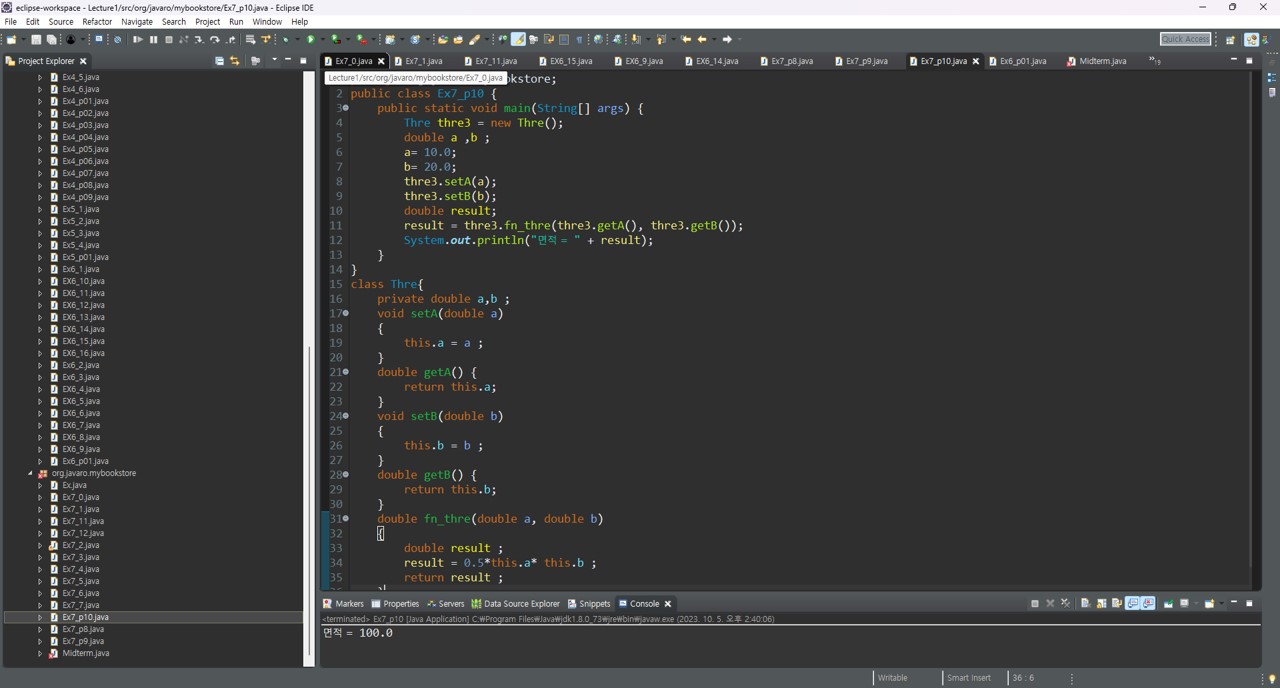 eclipse-workspace - Lecture1/src/org/javaro/mybookstore/Ex7_p10.java - Eclipse IDE
File Edit Source Refactor Navigate Search Project Run Window Help
Quick Access
Project Explorer
Ex7_0.java Ex7_1.java Ex7_11.java EX6_15.java EX6_9.java EX6_14.java Ex7_p8.java Ex7_p9.java Ex7_p10.java Ex6_p01.java Midterm.java
Ex4_5.java
Ex4_6.java
Ex4_p01.java
Ex4_p02.java
Ex4_p03.java
Ex4_p04.java
Ex4_p05.java
Ex4_p06.java
Ex4_p07.java
Ex4_p08.java
Ex4_p09.java
Ex5_1.java
Ex5_2.java
Ex5_3.java
Ex5_4.java
Ex5_p01.java
EX6_1.java
EX6_10.java
EX6_11.java
EX6_12.java
EX6_13.java
EX6_14.java
EX6_15.java
EX6_16.java
EX6_2.java
EX6_3.java
EX6_4.java
EX6_5.java
EX6_6.java
EX6_7.java
EX6_8.java
EX6_9.java
Ex6_p01.java
org.javaro.mybookstore
Ex.java
Ex7_0.java
Ex7_1.java
Ex7_11.java
Ex7_12.java
Ex7_2.java
Ex7_3.java
Ex7_4.java
Ex7_5.java
Ex7_6.java
Ex7_7.java
Ex7_p10.java
Ex7_p8.java
Ex7_p9.java
Midterm.java
Lecture1/src/org/javaro/mybookstore/Ex7_0.java okstore;
2 public class Ex7_p10 {
3 public static void main(String[] args) {
4 Thre thre3 = new Thre();
5 double a ,b ;
6 a= 10.0;
7 b= 20.0;
8 thre3.setA(a);
9 thre3.setB(b);
10 double result;
11 result = thre3.fn_thre(thre3.getA(), thre3.getB());
12 System.out.println("면적 = " + result);
13 }
14 }
15 class Thre{
16 private double a,b ;
17 void setA(double a)
18 {
19 this.a = a ;
20 }
21 double getA() {
22 return this.a;
23 }
24 void setB(double b)
25 {
26 this.b = b ;
27 }
28 double getB() {
29 return this.b;
30 }
31 double fn_thre(double a, double b)
32 {
33 double result ;
34 result = 0.5*this.a* this.b ;
35 return result ;
Markers Properties Servers Data Source Explorer Snippets Console
<terminated> Ex7_p10 [Java Application] C:₩Program Files₩Java₩jdk1.8.0_73₩jre₩bin₩javaw.exe (2023. 10. 5. 오후 2:40:06)
면적 = 100.0
Writable Smart Insert 36 : 6